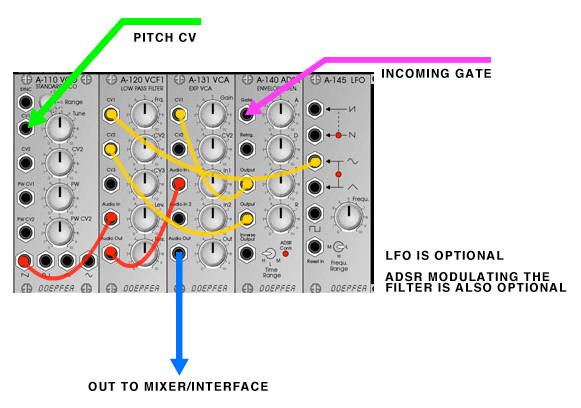 PITCH CV
INCOMING GATE
A-110 VCO
STANDARD VCO
A-120 VCF1
LOW PASS FILTER
A-131 VCA
EXP. VCA
A-140 ADSR
ENVELOPE GEN.
A-145 LFO
SYNC
Range
CV1
Tune
CV2
CV2
PW CV1
PW
PW CV2
PW CV2
CV1
Frq.
CV2
CV2
CV3
CV3
Audio In
Lev.
Audio Out
Res.
CV1
Gain
CV2
CV2
Audio In 1
In1
Audio In 2
In2
Audio Out
Out
Gate
A
Retrig.
D
Output
Output
R
Inverse
Output
ADSR
Contr.
H M
L
Time
Range
Frequ.
Reset In
L M
H
Frequ.
Range
DOEPFER
DOEPFER
DOEPFER
DOEPFER
DOEPFER
LFO IS OPTIONAL
ADSR MODULATING THE
FILTER IS ALSO OPTIONAL
OUT TO MIXER/INTERFACE